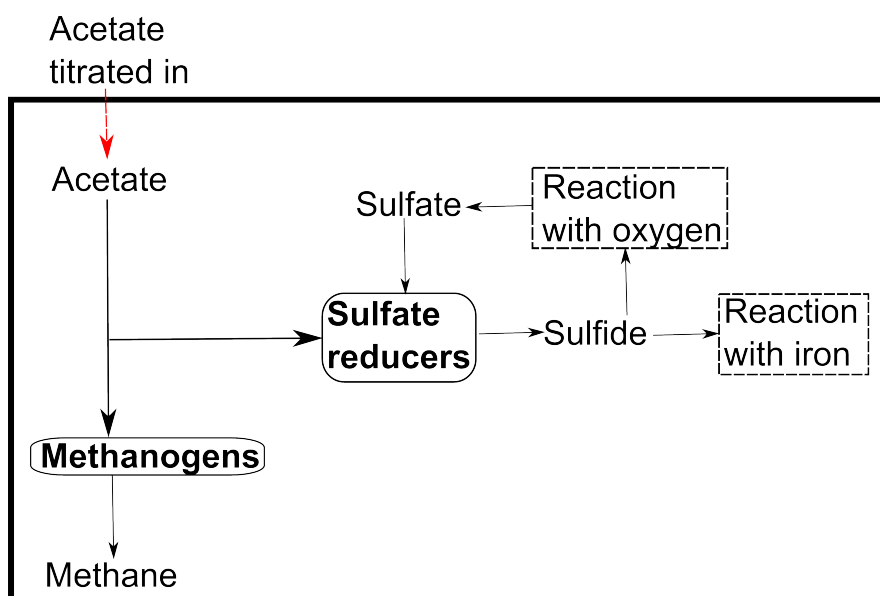 Acetate
titrated in
Acetate
Sulfate
Reaction
with oxygen
Sulfate
reducers
Sulfide
Reaction
with iron
Methanogens
Methane